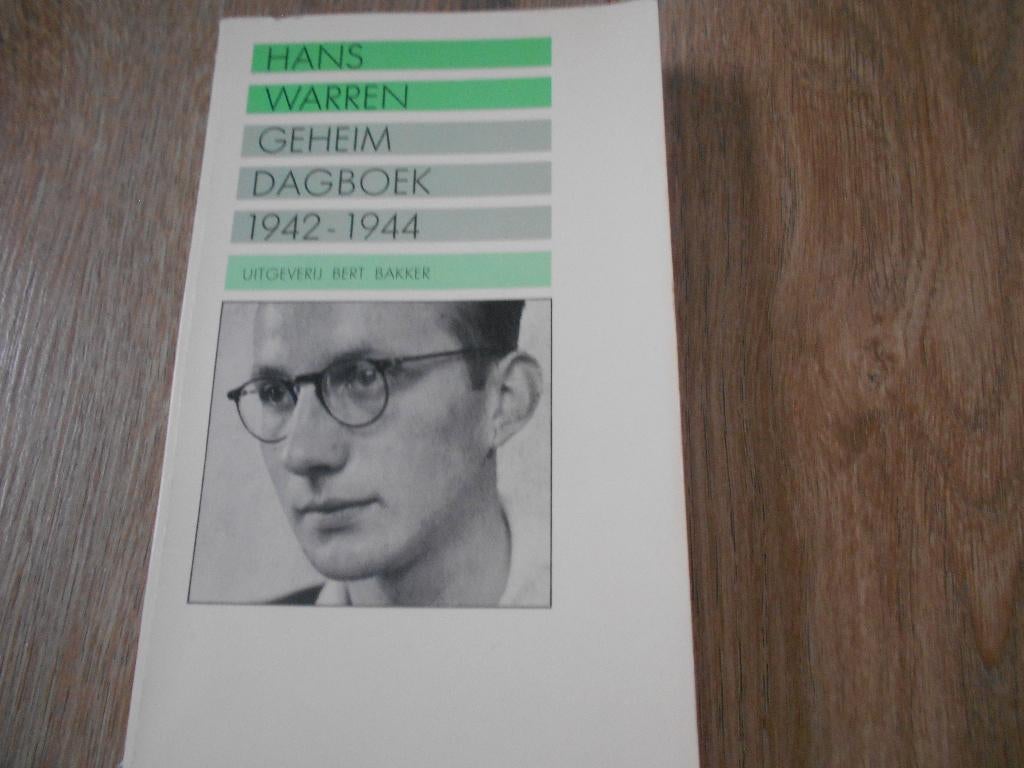 HANS
WARREN
GEHEIM
DAGBOEK
1942-1944
UITGEVERIJ BERT BAKKER